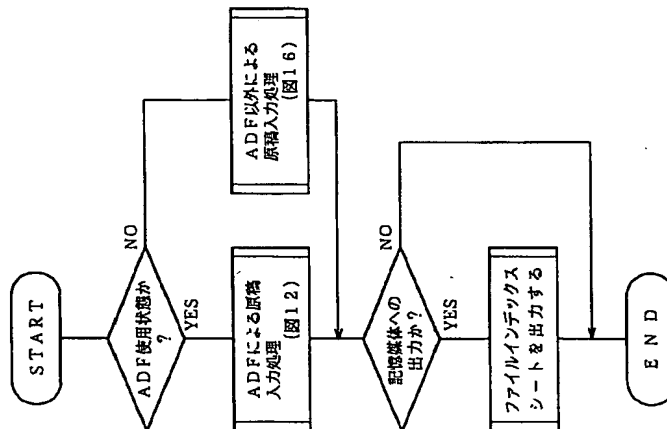 START
ADF使用状態か
?
YES
NO
ADFによる原稿
入力処理
(図12)
ADF以外による
原稿入力処理
(図16)
記憶媒体への
出力か?
YES
NO
ファイルインデックス
シートを出力する
END